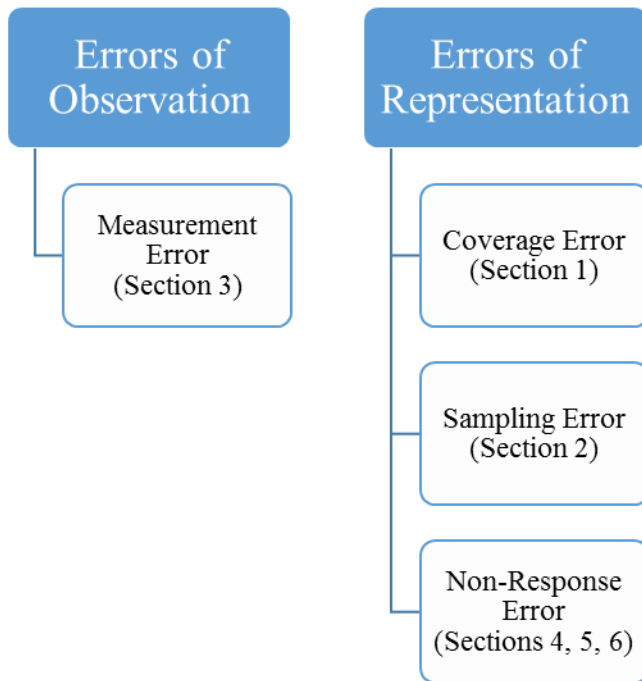 Errors of
Observation
Measurement
Error
(Section 3)
Errors of
Representation
Coverage Error
(Section 1)
Sampling Error
(Section 2)
Non-Response
Error
(Sections 4, 5, 6)